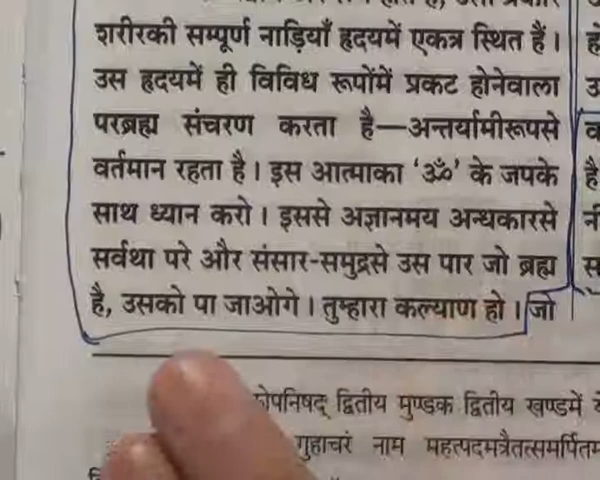 शरीरकी सम्पूर्ण नाड़ियाँ हृदयमें एकत्र स्थित हैं।
उस हृदयमें ही विविध रूपोंमें प्रकट होनेवाला
परब्रह्म संचरण करता है—अन्तर्यामीरूपसे
वर्तमान रहता है। इस आत्माका ‘ॐ’ के जपके
साथ ध्यान करो। इससे अज्ञानमय अन्धकारसे
सर्वथा परे और संसार-समुद्रसे उस पार जो ब्रह्म
है, उसको पा जाओगे। तुम्हारा कल्याण हो। जो
द्वितीय मुण्डक द्वितीय खण्डमें
गुहाचरं नाम महत्पदमत्रैतत्समर्पितम